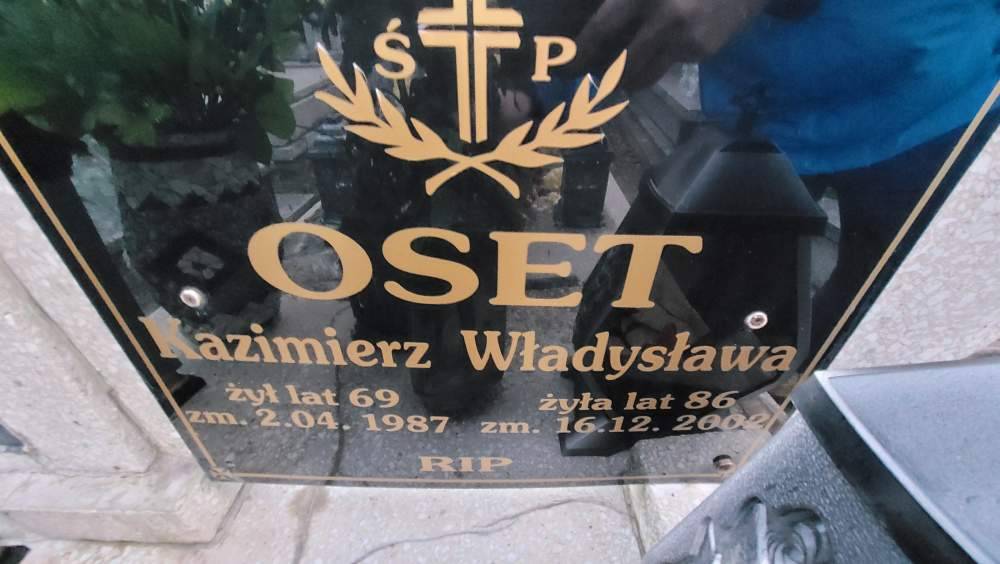 Ś P
OSET
Kazimierz Władysława
żył lat 69 żyła lat 86
zm. 2.04. 1987 zm. 16.12. 2002
RIP